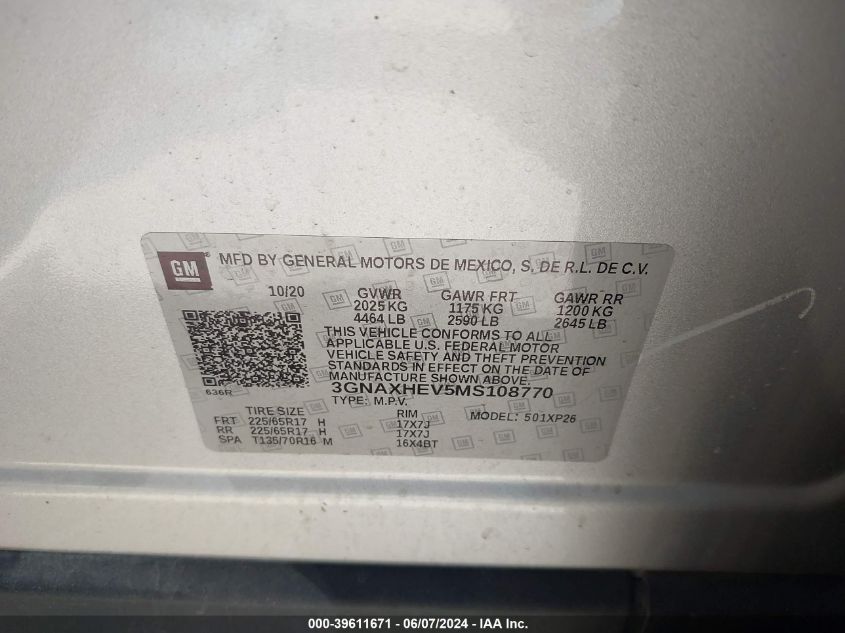 GM
MFD BY GENERAL MOTORS DE MEXICO, S, DE R.L. DE C.V.
10/20 GVWR GAWR FRT GAWR RR
2025 KG 1175 KG 1200 KG
4464 LB 2590 LB 2645 LB
THIS VEHICLE CONFORMS TO ALL
APPLICABLE U.S. FEDERAL MOTOR
VEHICLE SAFETY AND THEFT PREVENTION
STANDARDS IN EFFECT ON THE DATE OF
MANUFACTURE SHOWN ABOVE.
636R 3GNAXHEV5MS108770
TYPE: M.P.V.
TIRE SIZE RIM MODEL: 501XP26
FRT 225/65R17 H 17X7J
RR 225/65R17 H 17X7J
SPA T135/70R16 M 16X4BT
000-39611671 - 06/07/2024 - IAA Inc.